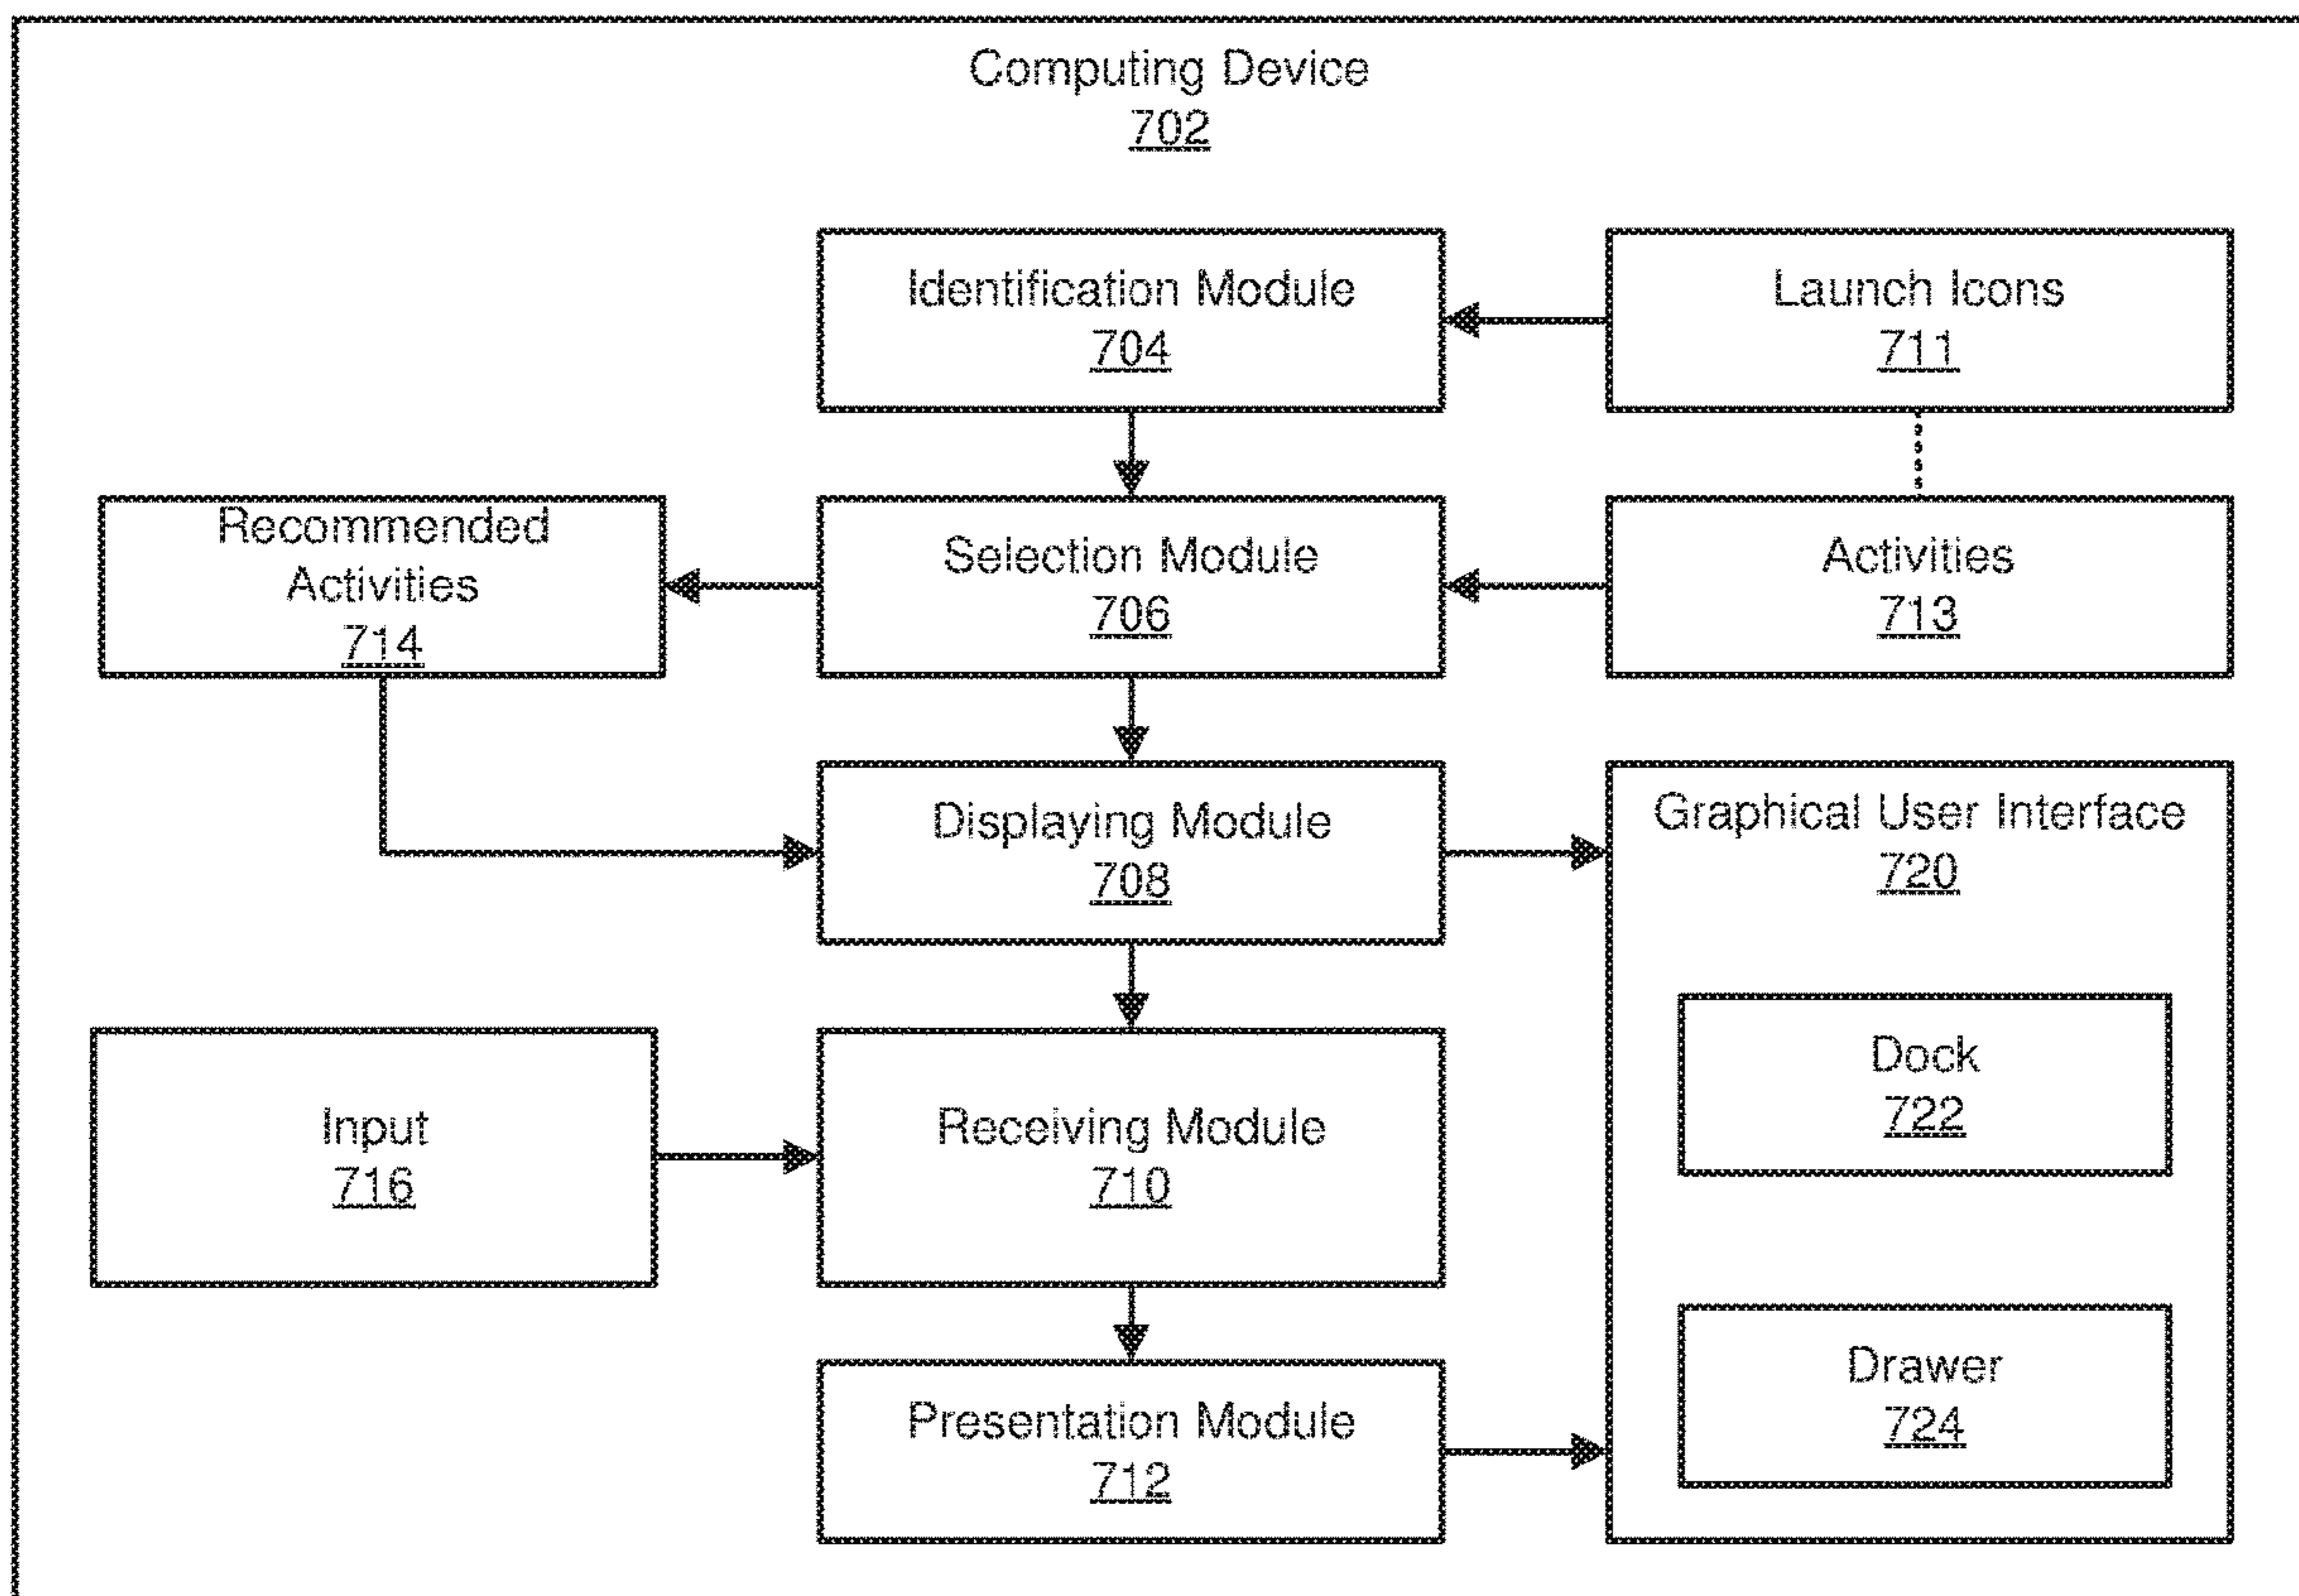 Computing Device
702
Identification Module
704
Launch Icons
711
Recommended
Activities
714
Selection Module
706
Activities
713
Displaying Module
708
Graphical User Interface
720
Input
716
Receiving Module
710
Dock
722
Presentation Module
712
Drawer
724